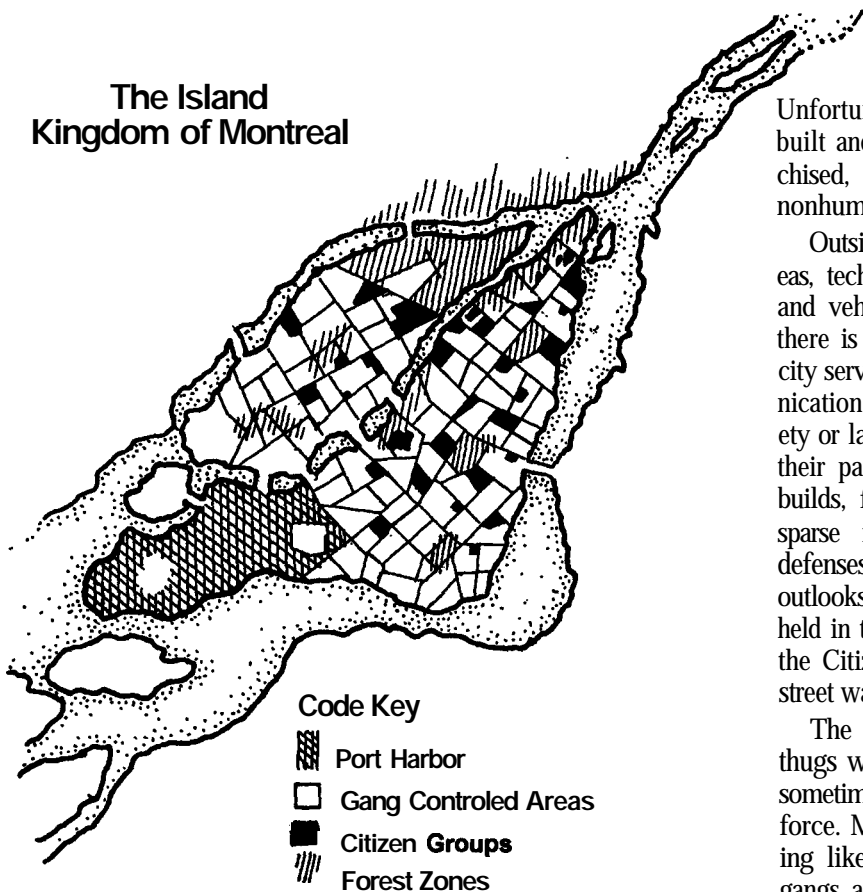 The Island
Kingdom of Montreal
Code Key
Port Harbor
Gang Controled Areas
Citizen Groups
Forest Zones
Unfortu
built and
chised,
nonhum
Outsi
eas, tech
and veh
there is
city serv
nication
ety or la
their pa
builds, f
sparse
defenses
outlooks
held in t
the Citiz
street wa
The
thugs w
sometim
force. M
ing like
gangs a